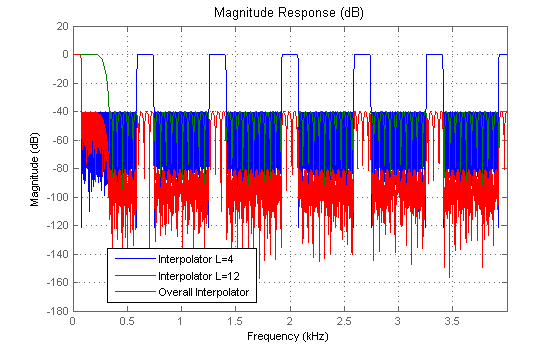 Magnitude Response (dB)
20
0
-20
-40
-60
-80
-100
-120
-140
-160
-180
Magnitude (dB)
Interpolator L=4
Interpolator L=12
Overall Interpolator
0 0.5 1 1.5 2 2.5 3 3.5
Frequency (kHz)